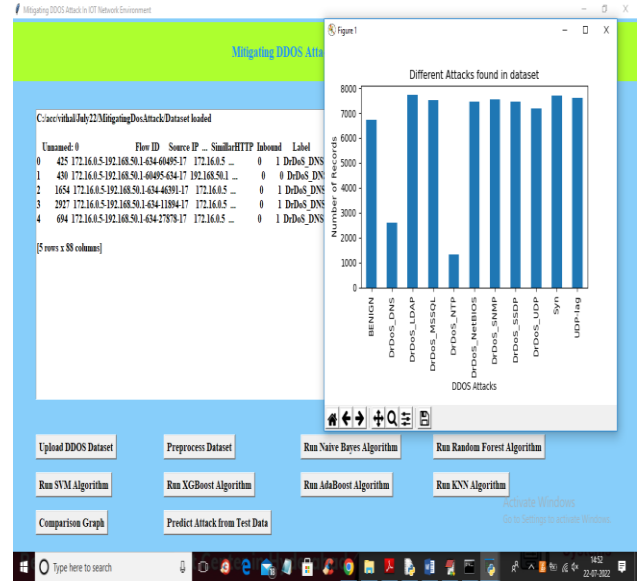 Mitigating DDOS Attack In IOT Network Environment
Mitigating DDOS Atta
C:/acc/vithal/July22/MitigatingDosAttack/Dataset loaded
Unnamed: 0 Flow ID Source IP ... SimillarHTTP Inbound Label
0 425 172.16.0.5-192.168.50.1-634-60495-17 172.16.0.5 ... 0 1 DrDoS_DNS
1 430 172.16.0.5-192.168.50.1-60495-634-17 192.168.50.1 ... 0 0 DrDoS_DNS
2 1654 172.16.0.5-192.168.50.1-634-46391-17 172.16.0.5 ... 0 1 DrDoS_DNS
3 2927 172.16.0.5-192.168.50.1-634-11894-17 172.16.0.5 ... 0 1 DrDoS_DNS
4 694 172.16.0.5-192.168.50.1-634-27878-17 172.16.0.5 ... 0 1 DrDoS_DNS
[5 rows x 88 columns]
Figure 1
Different Attacks found in dataset
Number of Records
8000
7000
6000
5000
4000
3000
2000
1000
0
BENIGN
DrDoS_DNS
DrDoS_LDAP
DrDoS_MSSQL
DrDoS_NTP
DrDoS_NetBIOS
DrDoS_SNMP
DrDoS_SSDP
DrDoS_UDP
Syn
UDP-lag
DDOS Attacks
Upload DDOS Dataset
Preprocess Dataset
Run Naive Bayes Algorithm
Run Random Forest Algorithm
Run SVM Algorithm
Run XGBoost Algorithm
Run AdaBoost Algorithm
Run KNN Algorithm
Comparison Graph
Predict Attack from Test Data
Activate Windows
Go to Settings to activate Windows.
Type here to search
14:52
22-07-2022